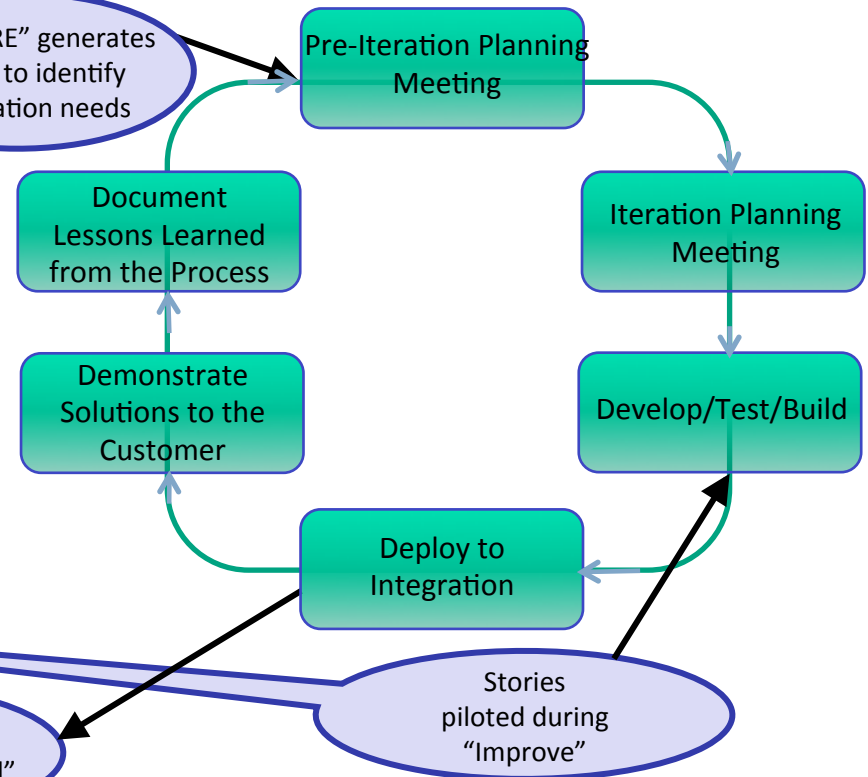 RE” generates
to identify
ation needs
Pre-Iteration Planning
Meeting
Document
Lessons Learned
from the Process
Iteration Planning
Meeting
Demonstrate
Solutions to the
Customer
Develop/Test/Build
Deploy to
Integration
Stories
piloted during
“Improve”